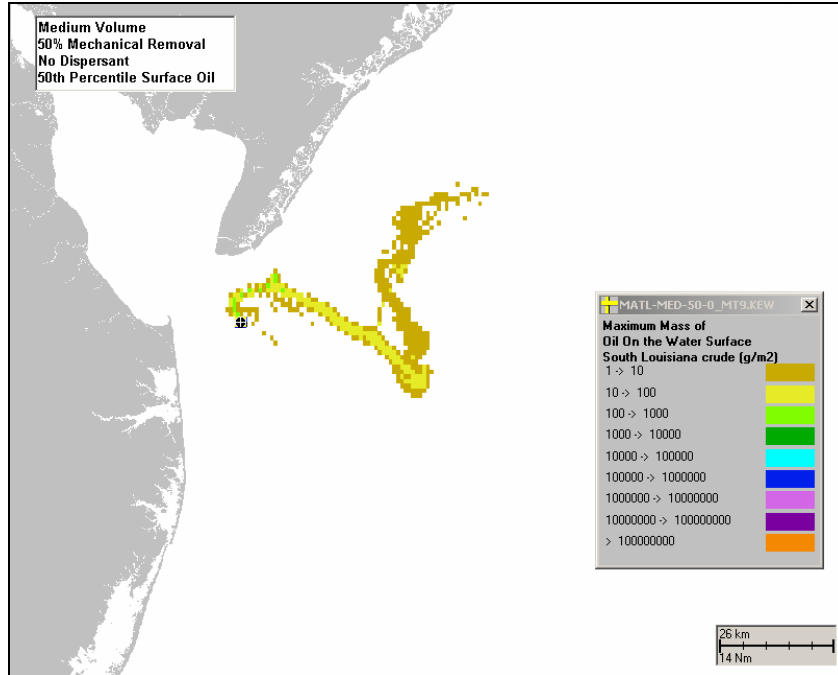 Medium Volume
50% Mechanical Removal
No Dispersant
50th Percentile Surface Oil
MATL-MED-50-0_MT9.KEW
Maximum Mass of
Oil On the Water Surface
South Louisiana crude (g/m2)
1 -> 10
10 -> 100
100 -> 1000
1000 -> 10000
10000 -> 100000
100000 -> 1000000
1000000 -> 10000000
10000000 -> 100000000
> 100000000
26 km
14 Nm